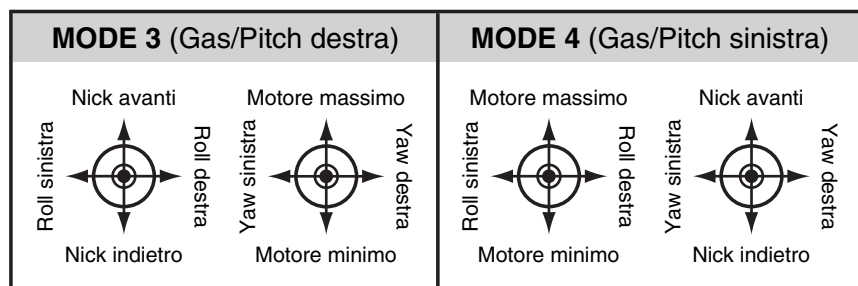 MODE 3 (Gas/Pitch destra)
Nick avanti
Motore massimo
Roll sinistra
Roll destra
Yaw sinistra
Yaw destra
Nick indietro
Motore minimo
MODE 4 (Gas/Pitch sinistra)
Motore massimo
Nick avanti
Roll sinistra
Roll destra
Yaw sinistra
Yaw destra
Motore minimo
Nick indietro